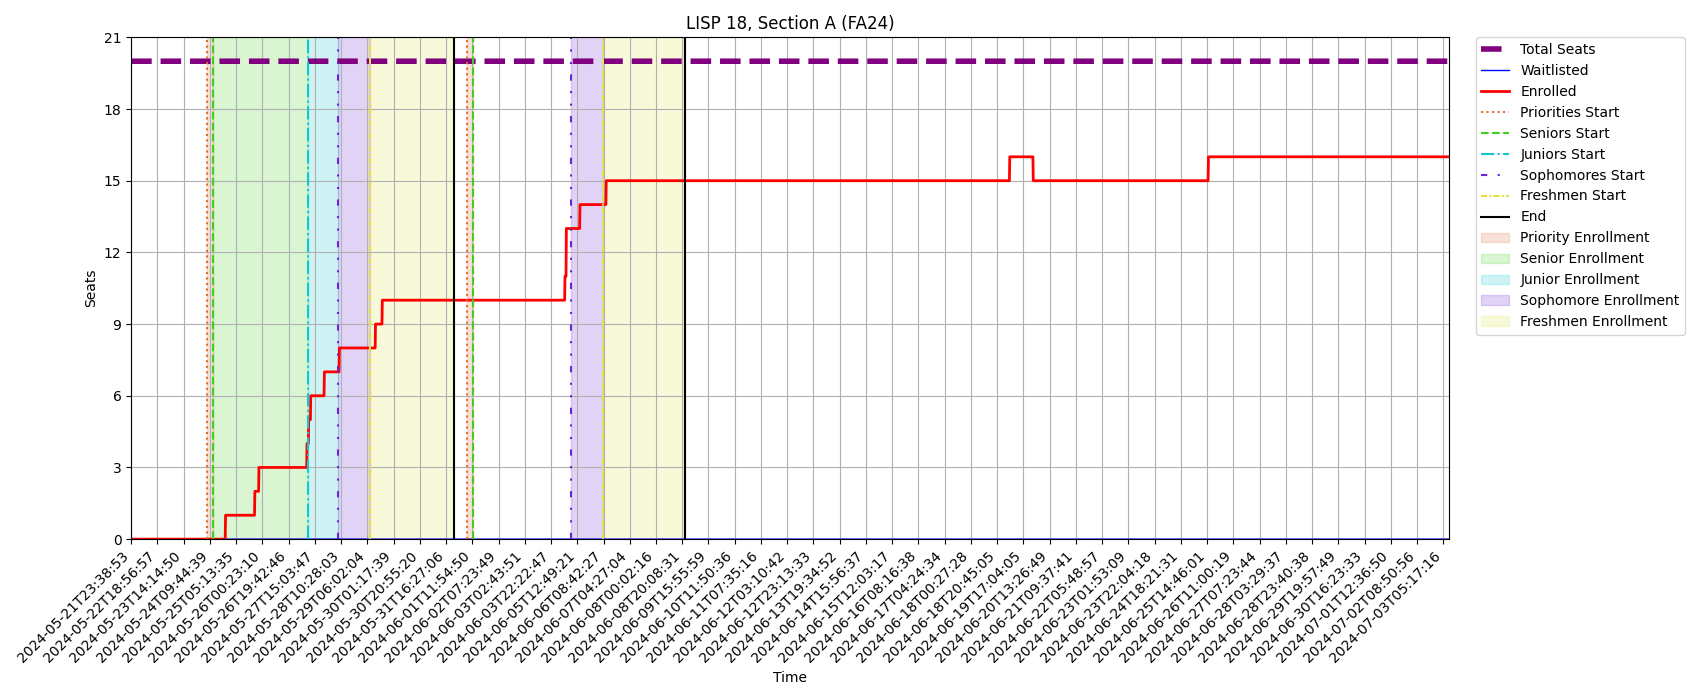 LISP 18, Section A (FA24)
21
18
15
12
9
6
3
0
Seats
2024-05-21T23:38:53
2024-05-22T18:56:57
2024-05-23T14:14:50
2024-05-24T09:44:39
2024-05-25T05:13:35
2024-05-26T00:23:10
2024-05-26T19:42:46
2024-05-27T15:03:47
2024-05-28T10:28:03
2024-05-29T06:02:04
2024-05-30T01:17:39
2024-05-30T20:55:20
2024-05-31T16:27:06
2024-06-01T11:54:50
2024-06-02T07:23:49
2024-06-03T02:43:51
2024-06-03T22:22:47
2024-06-05T12:49:21
2024-06-06T08:42:27
2024-06-07T04:27:04
2024-06-08T00:02:16
2024-06-08T20:08:31
2024-06-09T15:55:59
2024-06-10T11:50:36
2024-06-11T07:35:16
2024-06-12T03:10:42
2024-06-12T23:13:33
2024-06-13T19:34:52
2024-06-14T15:56:37
2024-06-15T12:03:17
2024-06-16T08:16:38
2024-06-17T04:24:34
2024-06-18T00:27:28
2024-06-18T20:45:05
2024-06-19T17:04:05
2024-06-20T13:26:49
2024-06-21T09:37:41
2024-06-22T05:48:57
2024-06-23T01:53:09
2024-06-23T22:04:18
2024-06-24T18:21:31
2024-06-25T14:46:01
2024-06-26T11:00:19
2024-06-27T07:23:44
2024-06-28T03:29:37
2024-06-28T23:40:38
2024-06-29T19:57:49
2024-06-30T16:23:33
2024-07-01T12:36:50
2024-07-02T08:50:56
2024-07-03T05:17:16
Time
Total Seats
Waitlisted
Enrolled
Priorities Start
Seniors Start
Juniors Start
Sophomores Start
Freshmen Start
End
Priority Enrollment
Senior Enrollment
Junior Enrollment
Sophomore Enrollment
Freshmen Enrollment